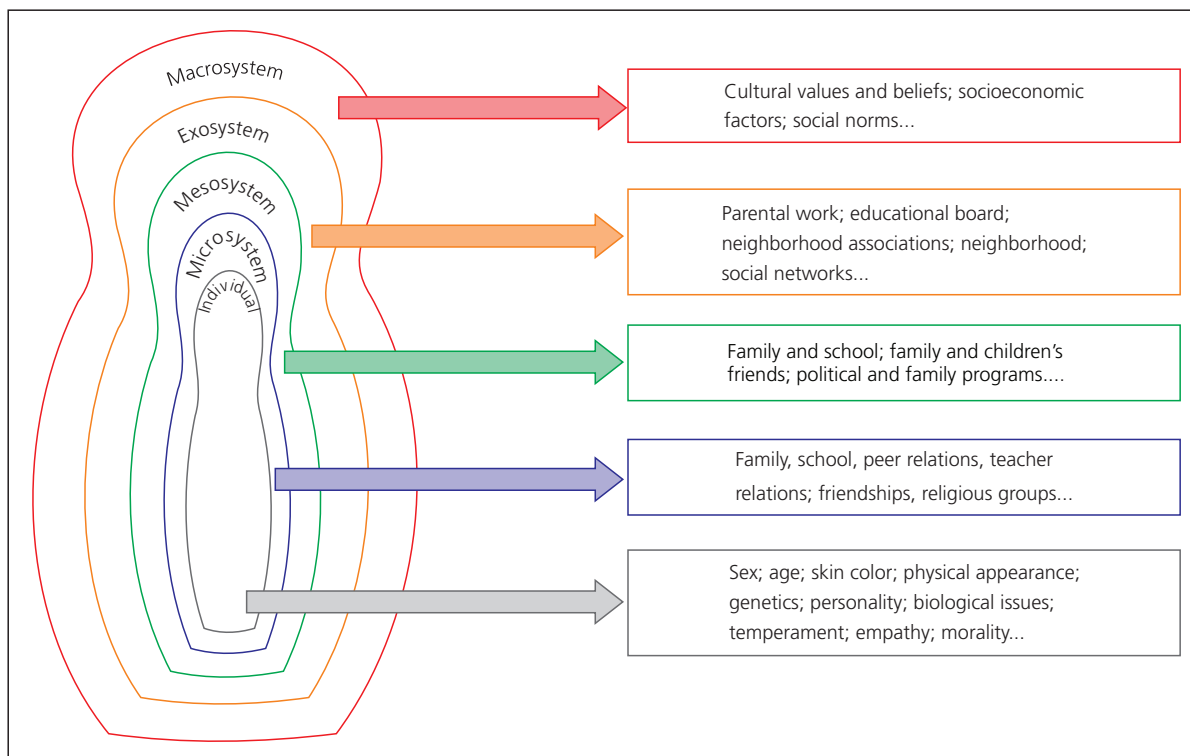 Macrosystem
Exosystem
Mesosystem
Microsystem
Individual
Cultural values and beliefs; socioeconomic
factors; social norms...
Parental work; educational board;
neighborhood associations; neighborhood;
social networks...
Family and school; family and children’s
friends; political and family programs....
Family, school, peer relations, teacher
relations; friendships, religious groups...
Sex; age; skin color; physical appearance;
genetics; personality; biological issues;
temperament; empathy; morality...